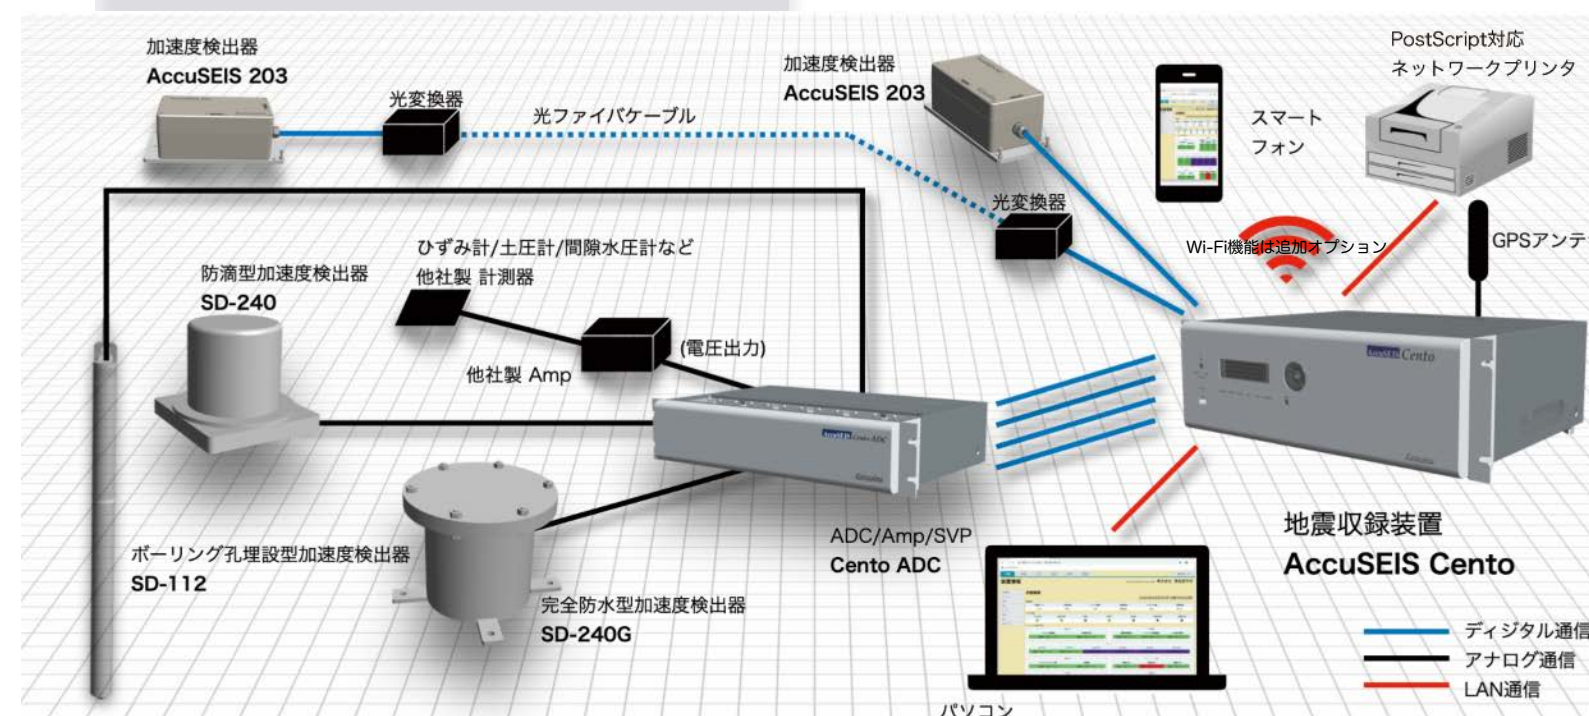 加速度検出器
AccuSEIS 203
光変換器
光ファイバケーブル
加速度検出器
AccuSEIS 203
光変換器
スマート
フォン
PostScript対応
ネットワークプリンタ
Wi-Fi機能は追加オプション
GPSアンテ
ひずみ計/土圧計/間隙水圧計など
他社製 計測器
防滴型加速度検出器
SD-240
(電圧出力)
他社製 Amp
AccuSEIS Cento ADC
AccuSEIS Cento
ボーリング孔埋設型加速度検出器
SD-112
完全防水型加速度検出器
SD-240G
ADC/Amp/SVP
Cento ADC
地震収録装置
AccuSEIS Cento
ディジタル通信
アナログ通信
LAN通信
パソコン